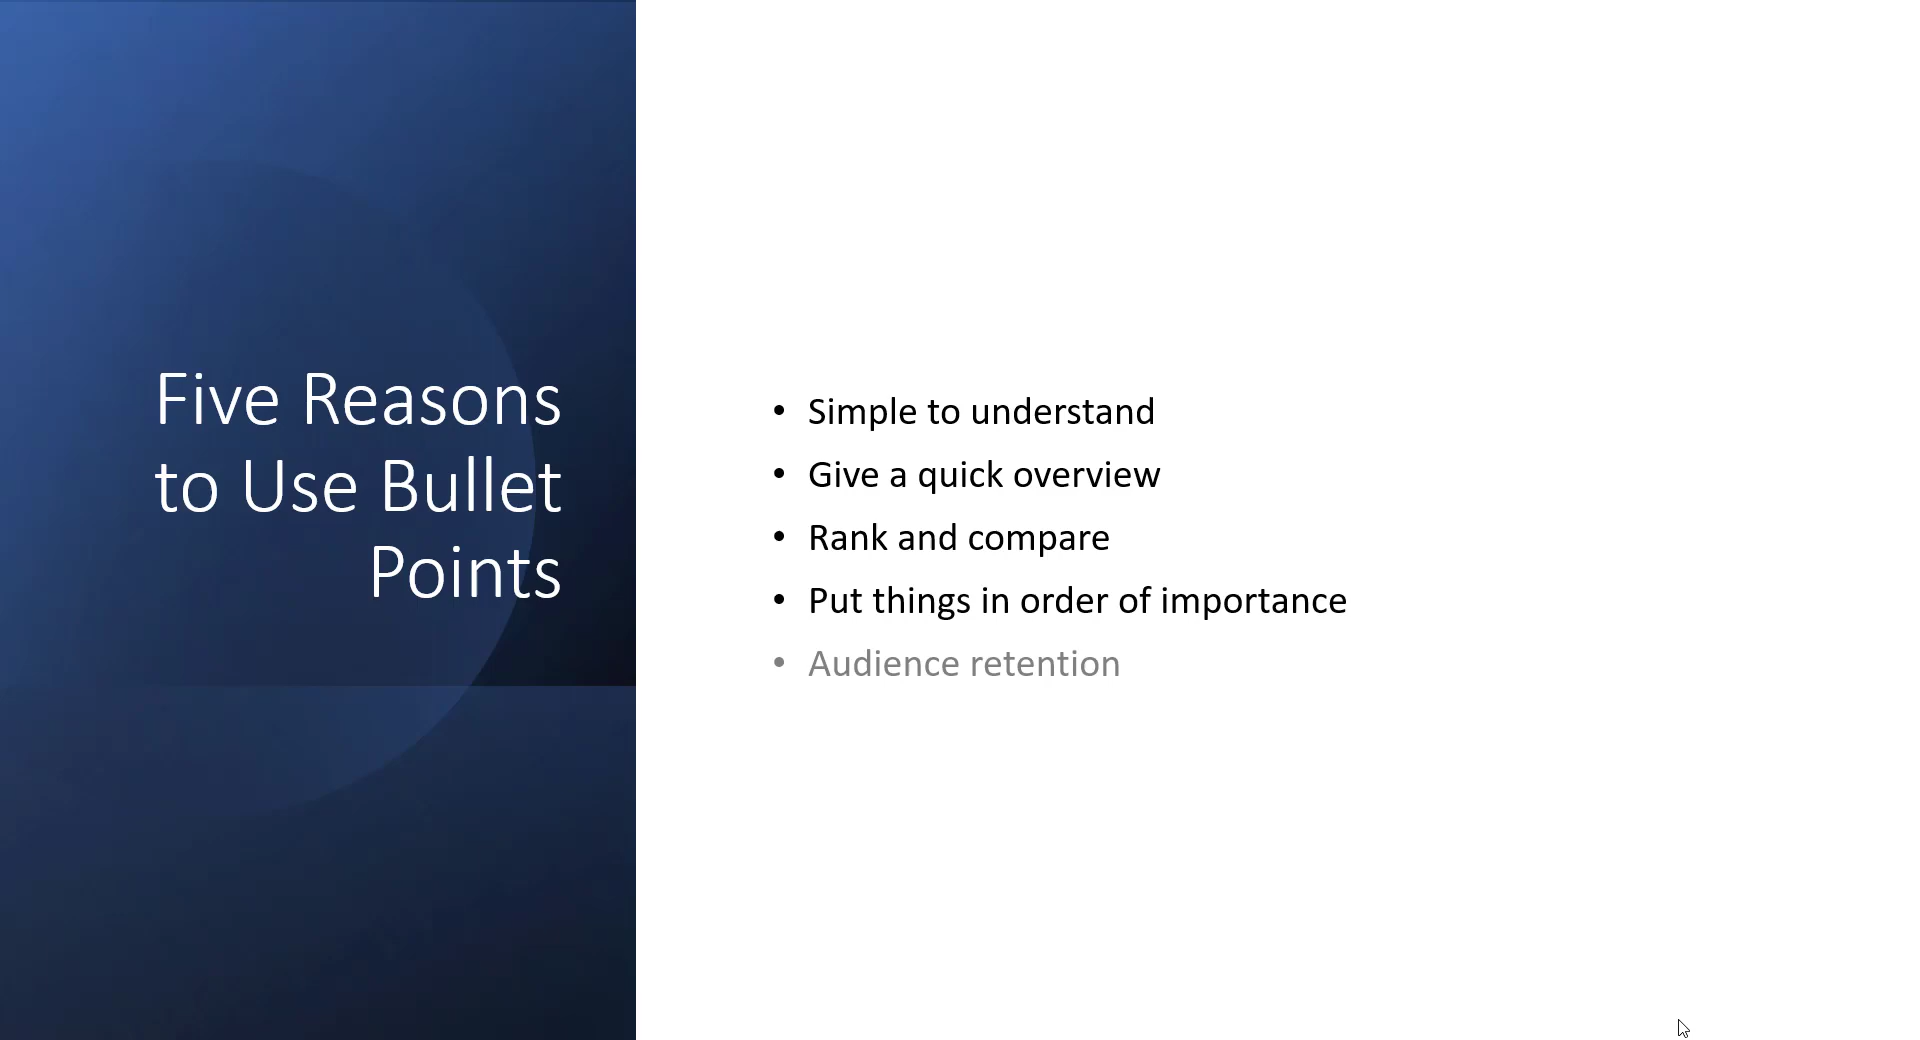 Five Reasons
to Use Bullet
Points
• Simple to understand
• Give a quick overview
• Rank and compare
• Put things in order of importance
• Audience retention